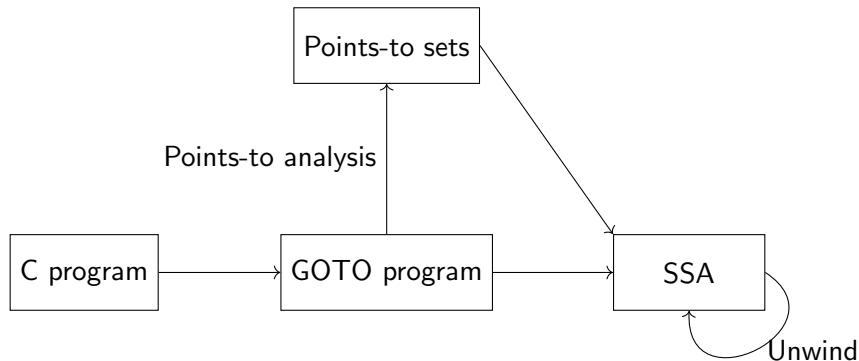 Points-to sets
Points-to analysis
C program
GOTO program
SSA
Unwind